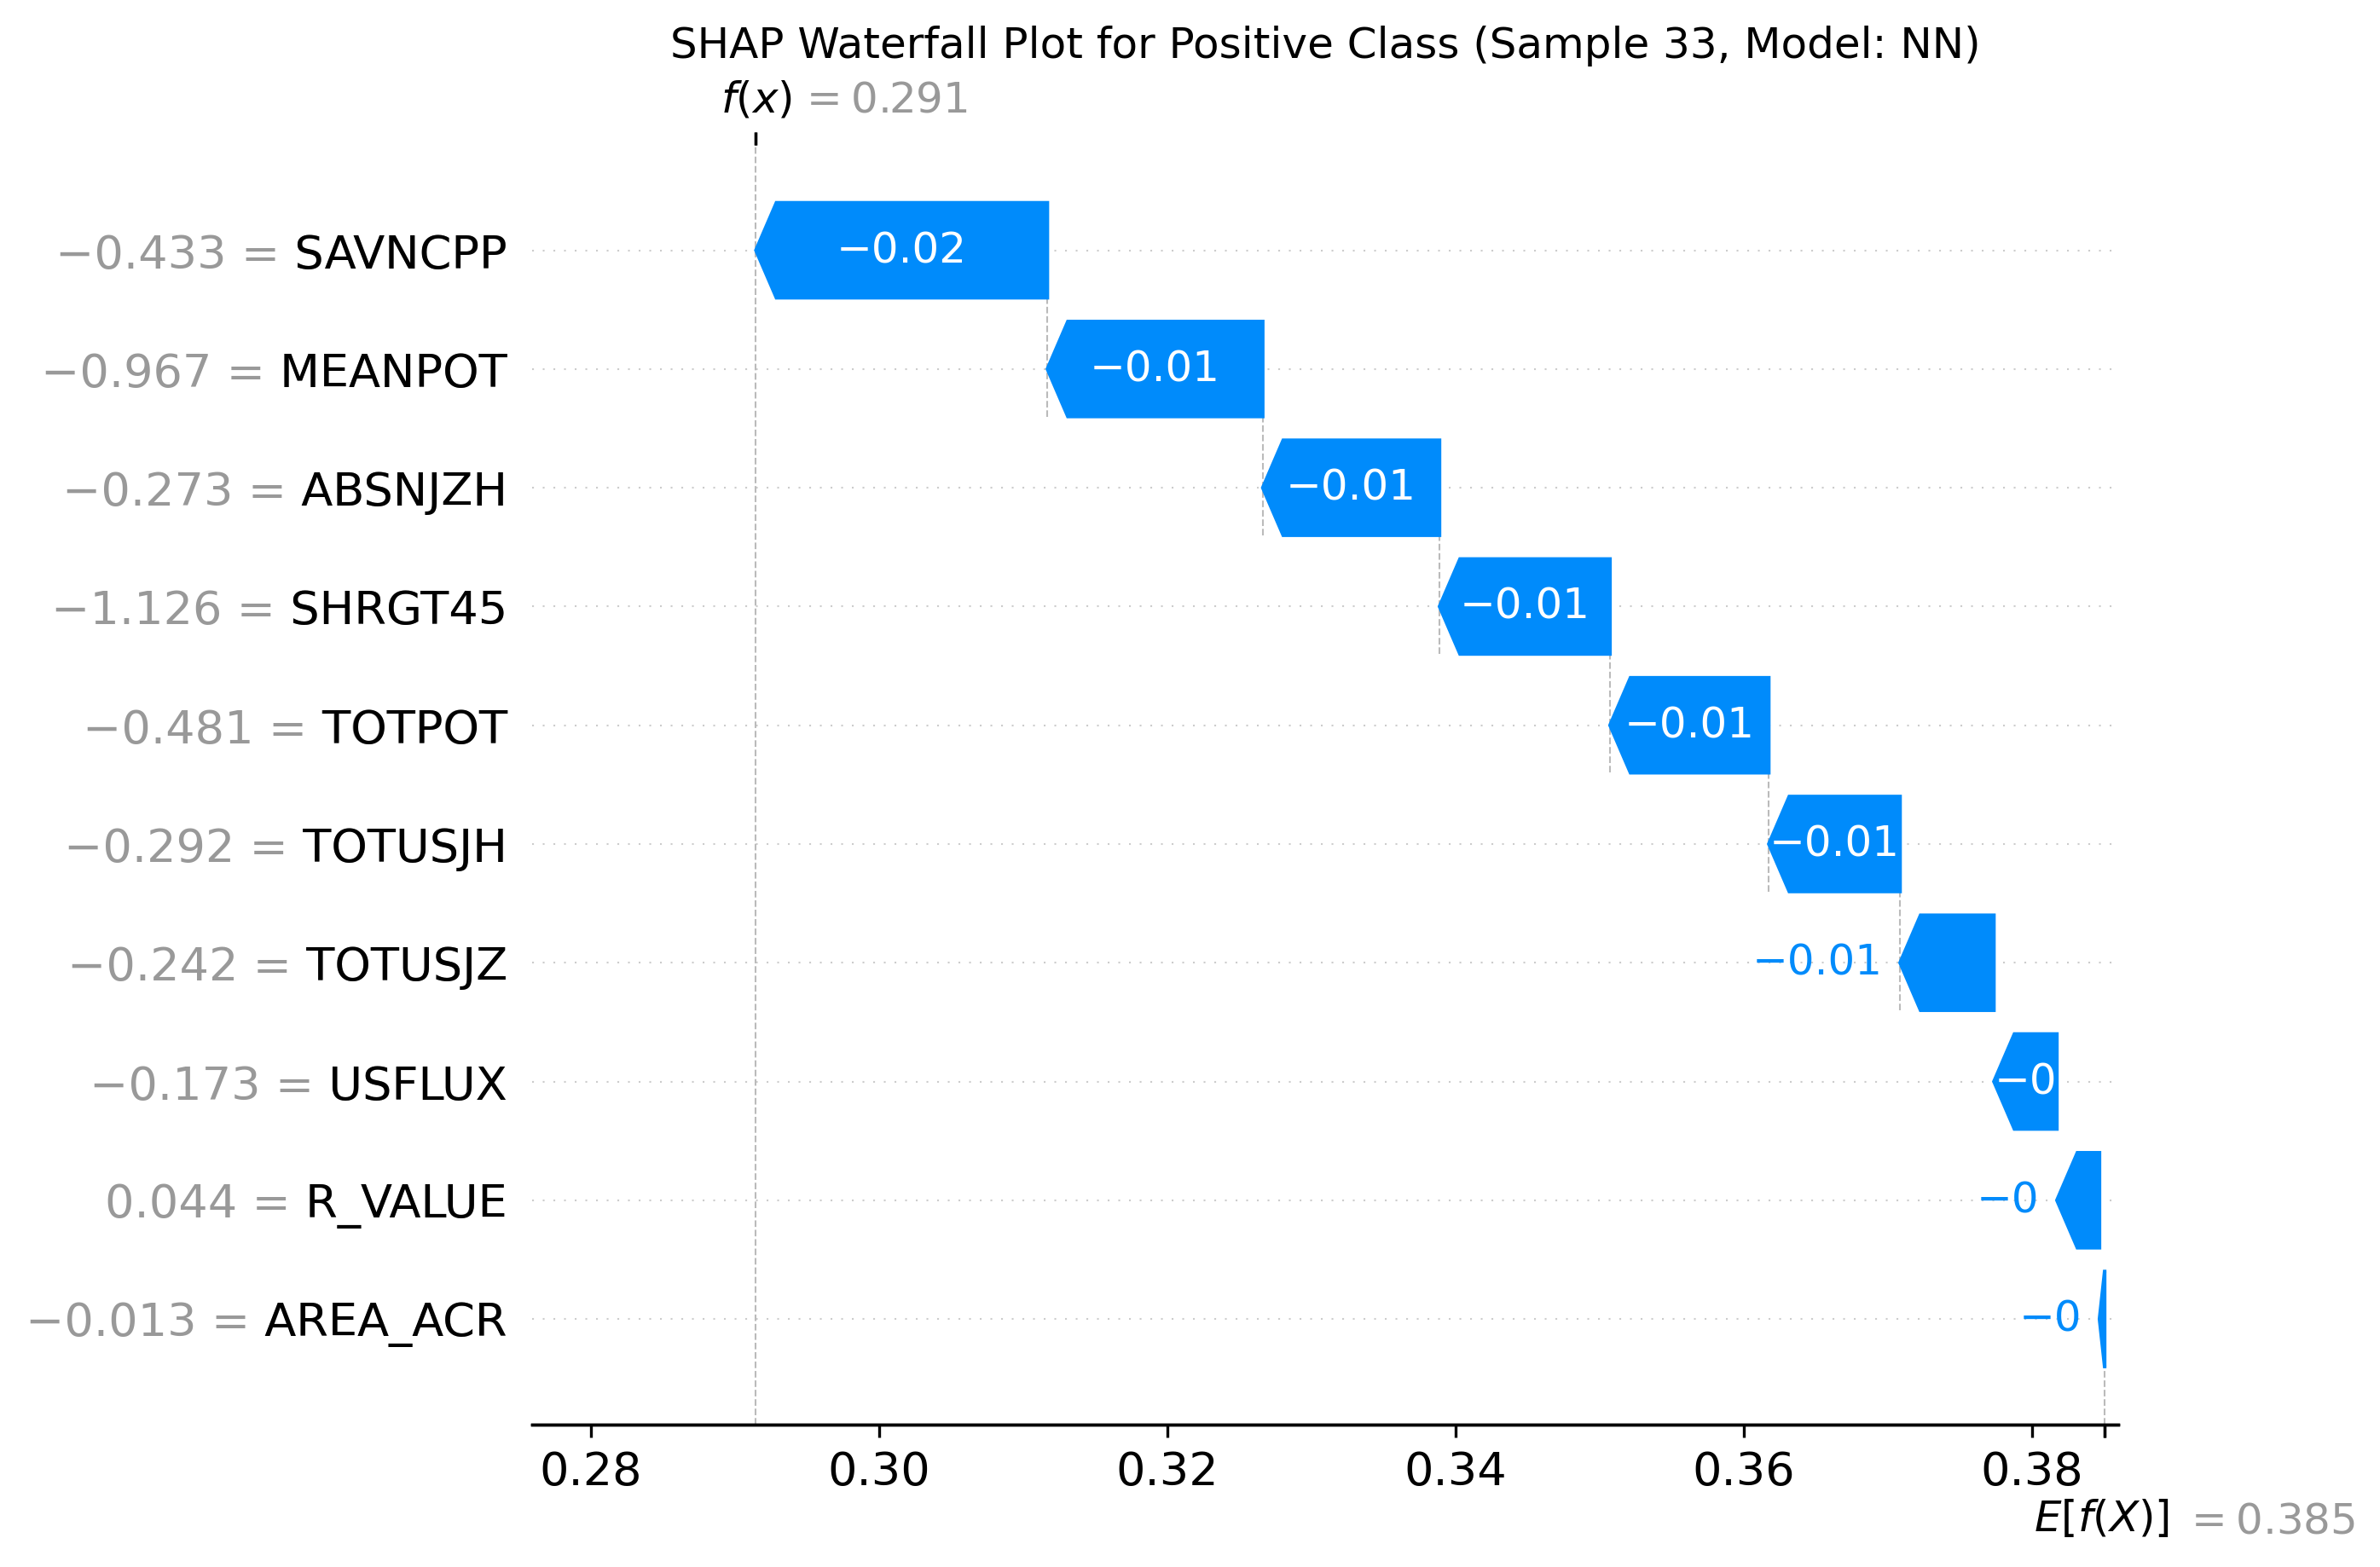 SHAP Waterfall Plot for Positive Class (Sample 33, Model: NN)
f(x) = 0.291
−0.433 = SAVNCPP −0.02
−0.967 = MEANPOT −0.01
−0.273 = ABSNJZH −0.01
−1.126 = SHRGT45 −0.01
−0.481 = TOTPOT −0.01
−0.292 = TOTUSJH −0.01
−0.242 = TOTUSJZ −0.01
−0.173 = USFLUX −0
0.044 = R_VALUE −0
−0.013 = AREA_ACR −0
0.28 0.30 0.32 0.34 0.36 0.38
E[f(X)] = 0.385